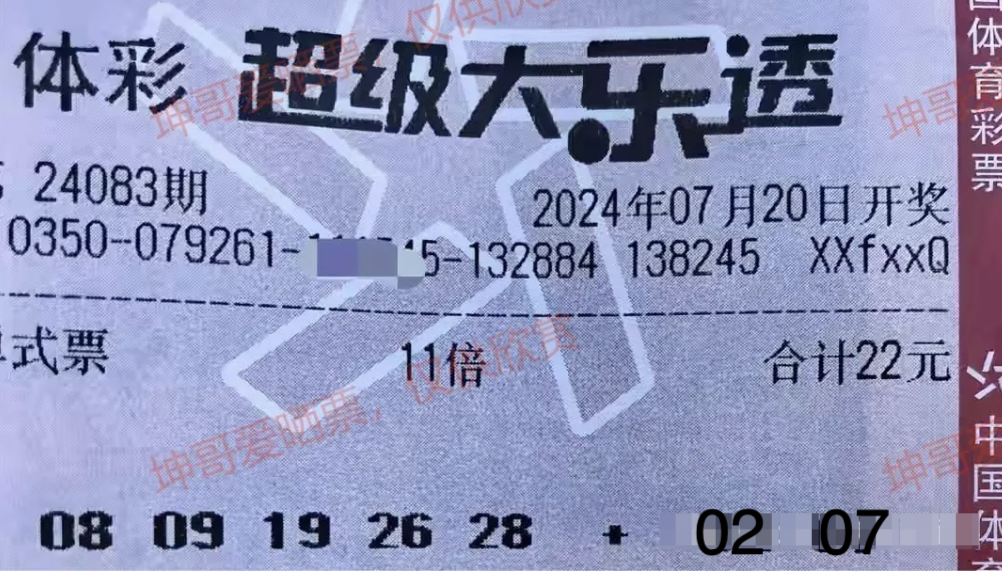 体彩 超级大乐透
24083期 2024年07月20日开奖
0350-079261- 5-132884 138245 XXfxxQ
式票 11倍 合计22元
08 09 19 26 28 + 02 07
国体育彩票
中国体育
坤哥爱晒票,仅供欣赏
坤哥爱晒票,仅供欣赏
坤哥
坤哥